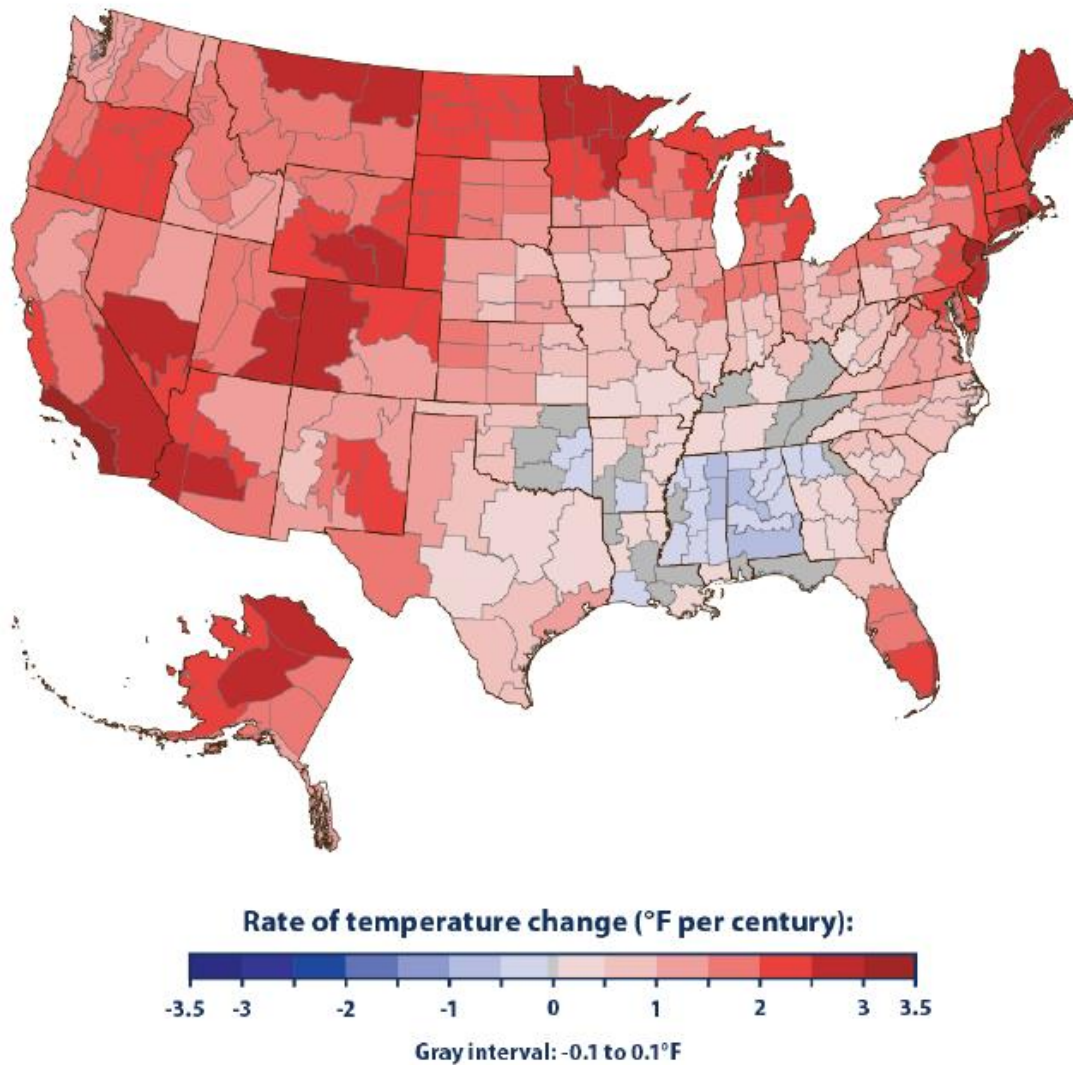 Rate of temperature change (°F per century):
-3.5 -3 -2 -1 0 1 2 3 3.5
Gray interval: -0.1 to 0.1°F